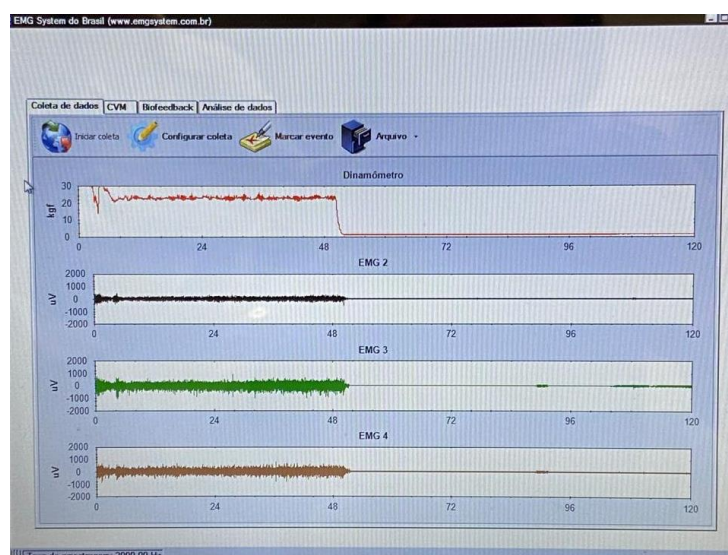 EMG System do Brasil (www.emgsystem.com.br)
Coleta de dados CVM Biofeedback Análise de dados
Iniciar coleta Configurar coleta Marcar evento Arquivo
Dinamômetro
30
20
10
0
kgf
0 24 48 72 96 120
EMG 2
2000
1000
0
-1000
-2000
uV
0 24 48 72 96 120
EMG 3
2000
1000
0
-1000
-2000
uV
0 24 48 72 96 120
EMG 4
2000
1000
0
-1000
-2000
uV
0 24 48 72 96 120